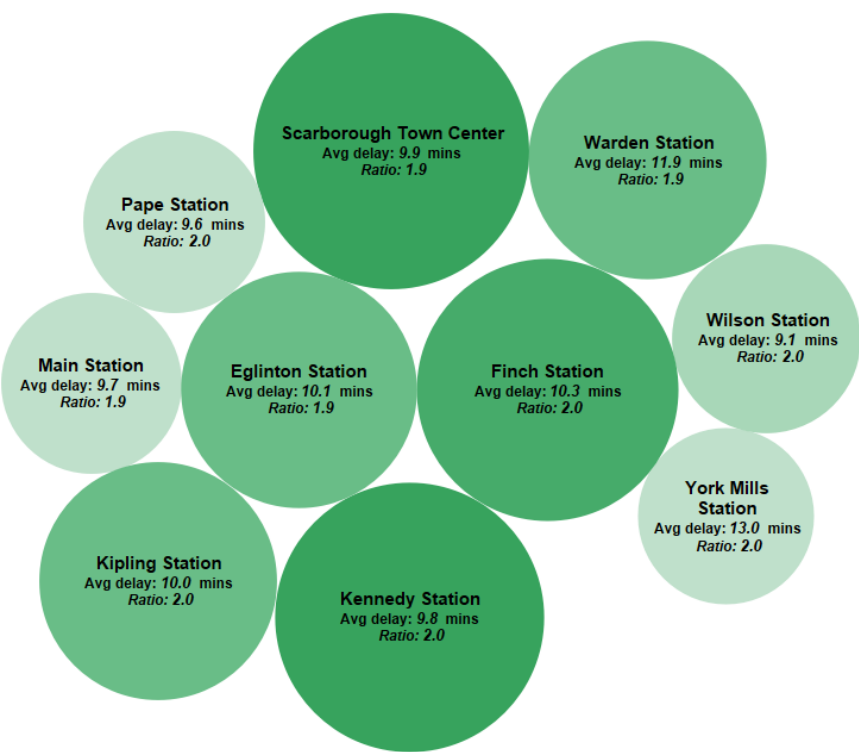 Scarborough Town Center
Avg delay: 9.9 mins
Ratio: 1.9
Warden Station
Avg delay: 11.9 mins
Ratio: 1.9
Pape Station
Avg delay: 9.6 mins
Ratio: 2.0
Wilson Station
Avg delay: 9.1 mins
Ratio: 2.0
Main Station
Avg delay: 9.7 mins
Ratio: 1.9
Eglinton Station
Avg delay: 10.1 mins
Ratio: 1.9
Finch Station
Avg delay: 10.3 mins
Ratio: 2.0
York Mills
Station
Avg delay: 13.0 mins
Ratio: 2.0
Kipling Station
Avg delay: 10.0 mins
Ratio: 2.0
Kennedy Station
Avg delay: 9.8 mins
Ratio: 2.0